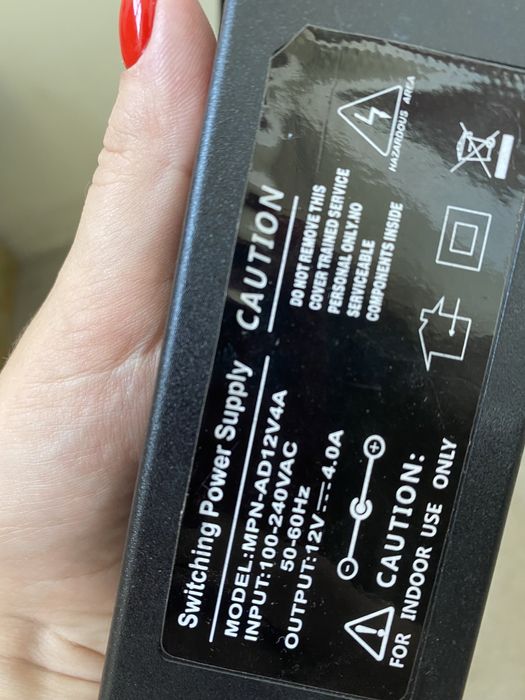 Switching Power Supply
MODEL:MPN-AD12V4A
INPUT:100-240VAC
50-60Hz
OUTPUT:12V⎓4.0A
CAUTION:
FOR INDOOR USE ONLY
CAUTION
DO NOT REMOVE THIS
COVER TRAINED SERVICE
PERSONAL ONLY,NO
SERVICEABLE
COMPONENTS INSIDE
HAZARDOUS AREA